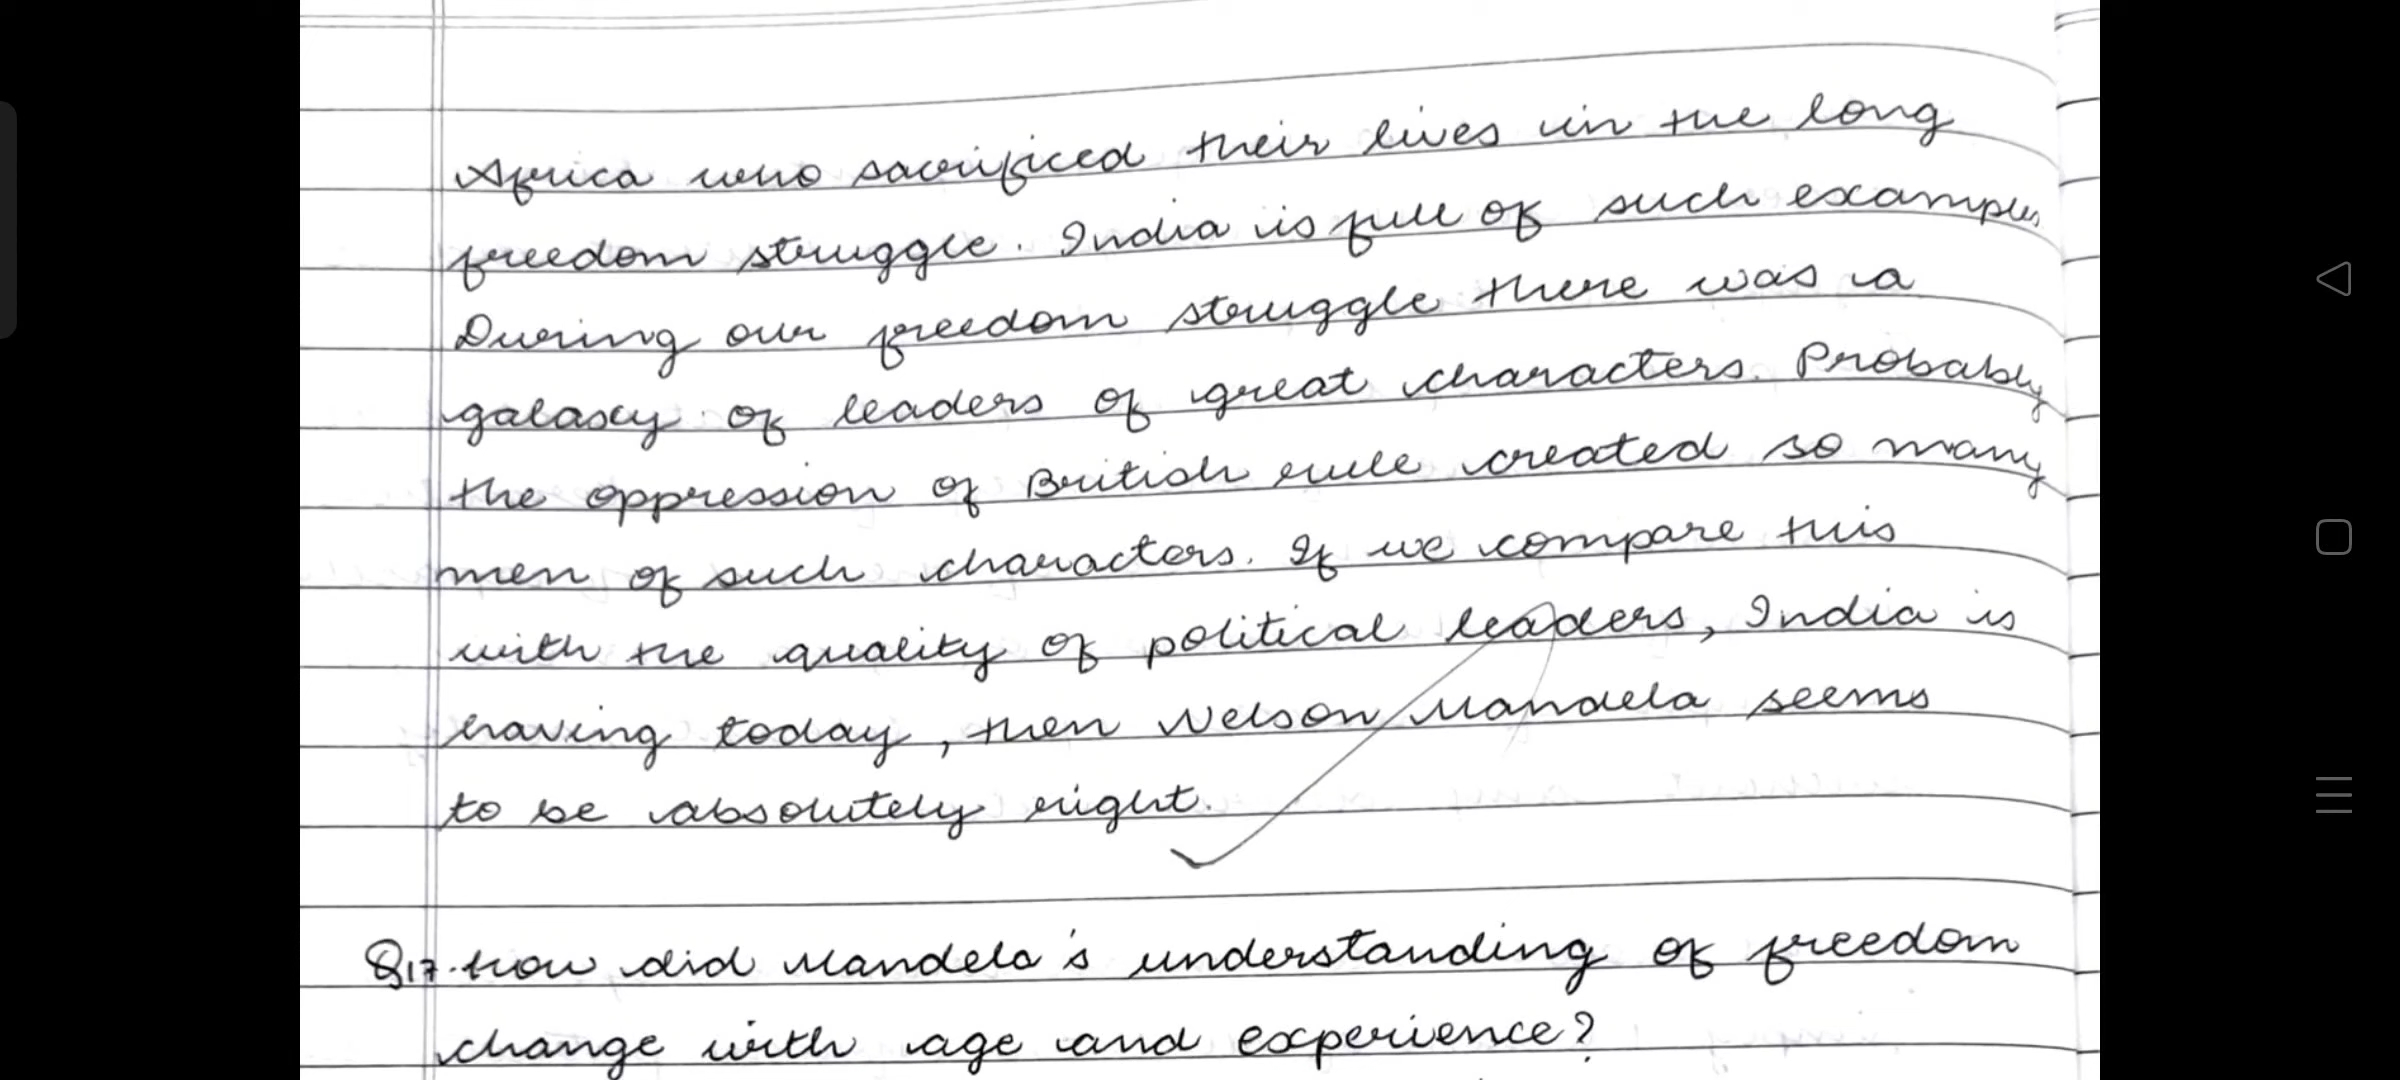 Africa who sacrificed their lives in the long
freedom struggle. India is full of such examples,
During our freedom struggle there was a
galaxy of leaders of great characters. Probably
the oppression of British rule created so many
men of such characters. If we compare this
with the quality of political leaders, India is
having today, then Nelson Mandela seems
to be absolutely right.
Q17. How did Mandela's understanding of freedom
change with age and experience?